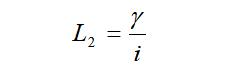 L₂ = γ / i